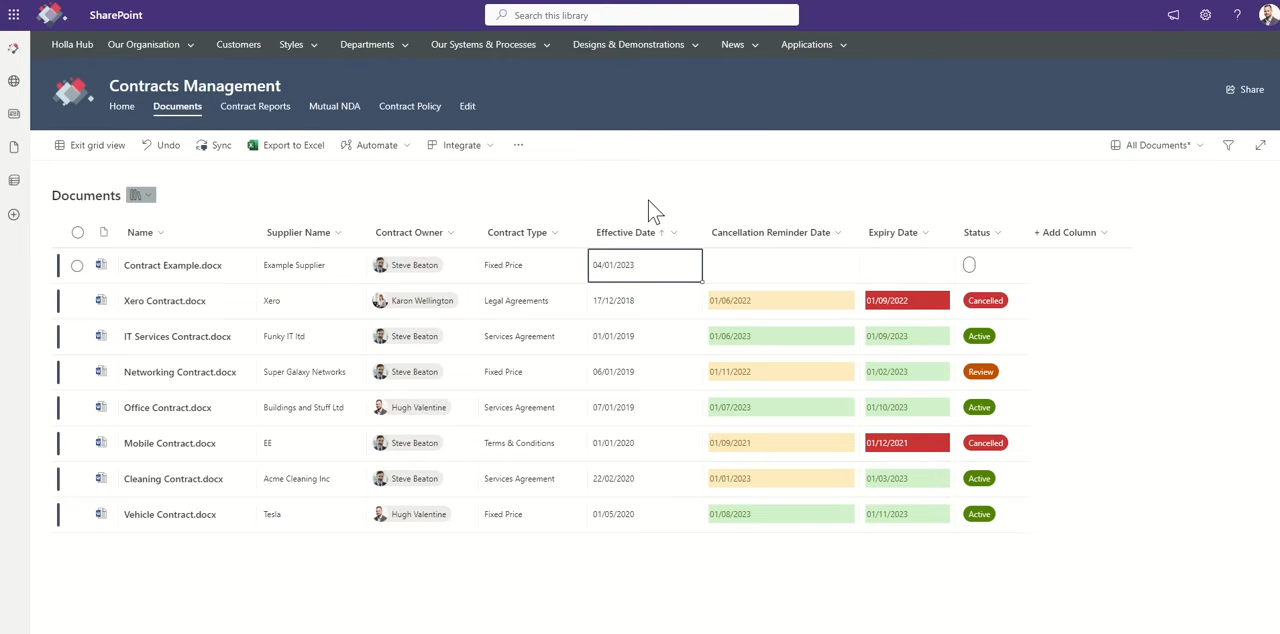 SharePoint
Search this library
?
Holla Hub Our Organisation Customers Styles Departments Our Systems & Processes Designs & Demonstrations News Applications
Contracts Management
Share
Home Documents Contract Reports Mutual NDA Contract Policy Edit
Exit grid view Undo Sync Export to Excel Automate Integrate ... All Documents*
Documents
Name Supplier Name Contract Owner Contract Type Effective Date ↑ Cancellation Reminder Date Expiry Date Status + Add Column
Contract Example.docx Example Supplier Steve Beaton Fixed Price 04/01/2023
Xero Contract.docx Xero Karon Wellington Legal Agreements 17/12/2018 01/06/2022 01/09/2022 Cancelled
IT Services Contract.docx Funky IT ltd Steve Beaton Services Agreement 01/01/2019 01/06/2023 01/09/2023 Active
Networking Contract.docx Super Galaxy Networks Steve Beaton Fixed Price 06/01/2019 01/11/2022 01/02/2023 Review
Office Contract.docx Buildings and Stuff Ltd Hugh Valentine Services Agreement 07/01/2019 01/07/2023 01/10/2023 Active
Mobile Contract.docx EE Steve Beaton Terms & Conditions 01/01/2020 01/09/2021 01/12/2021 Cancelled
Cleaning Contract.docx Acme Cleaning Inc Steve Beaton Services Agreement 22/02/2020 01/01/2023 01/03/2023 Active
Vehicle Contract.docx Tesla Hugh Valentine Fixed Price 01/05/2020 01/08/2023 01/11/2023 Active